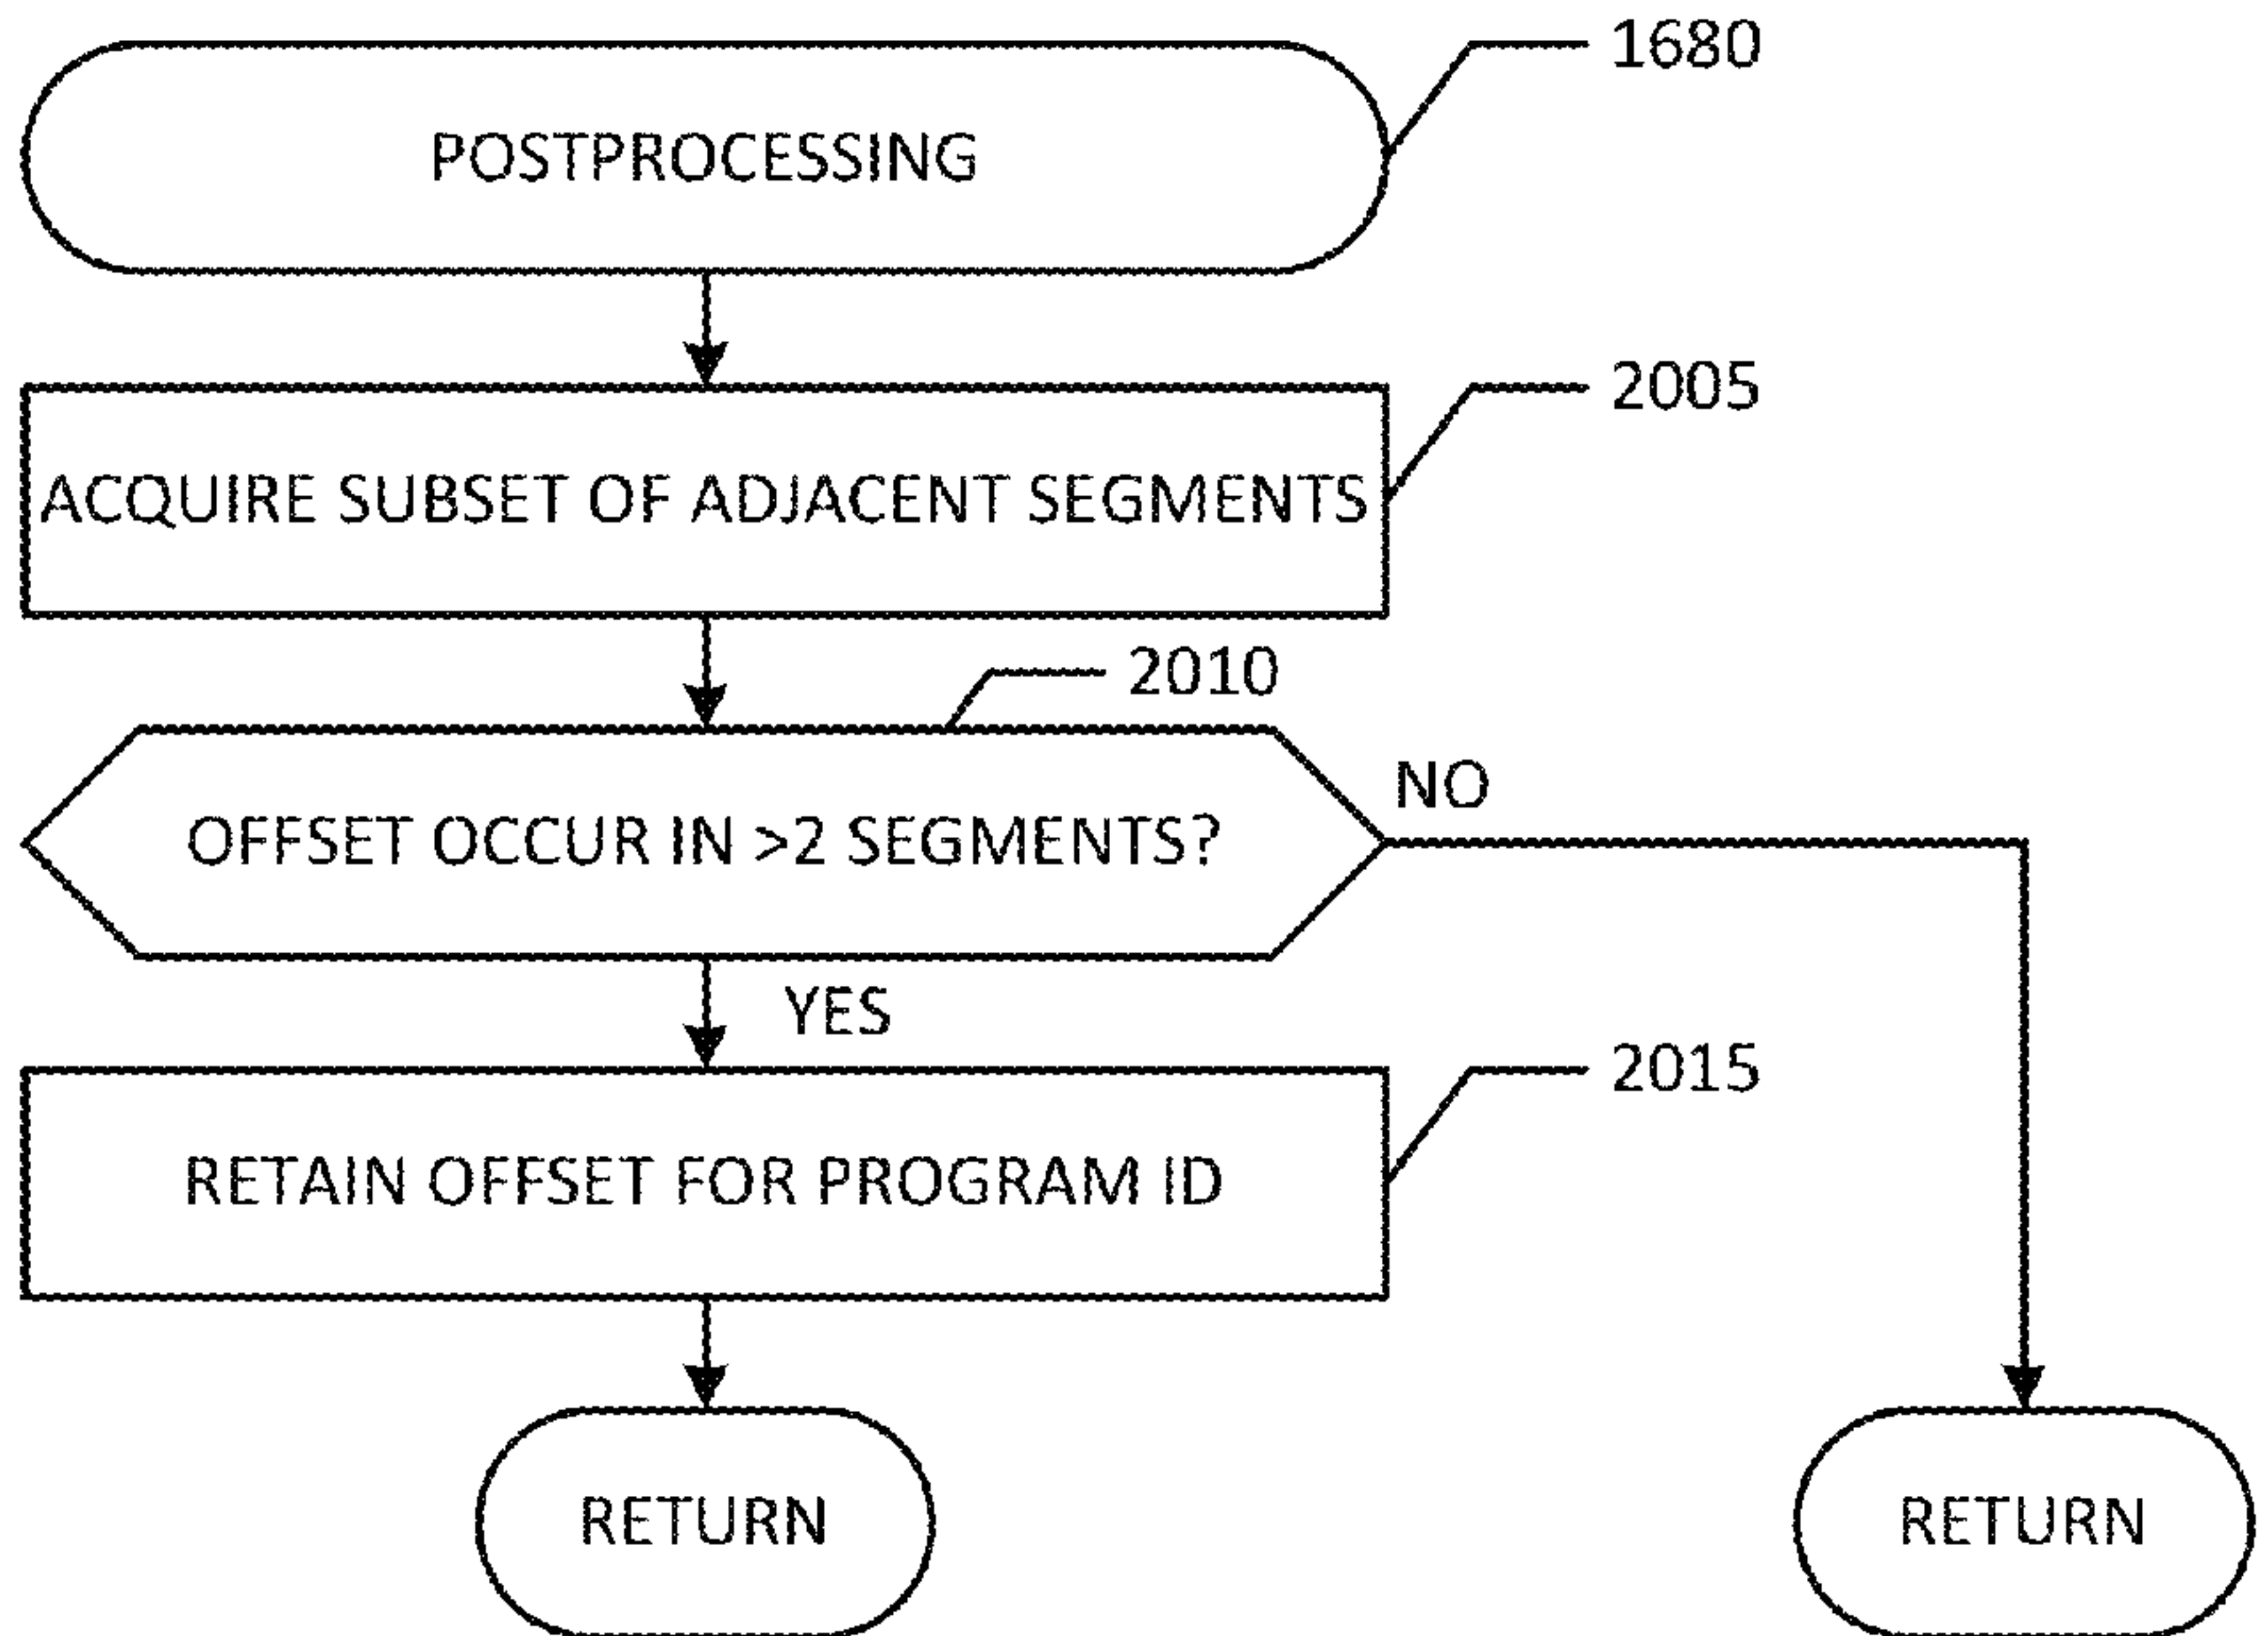 1680
POSTPROCESSING
2005
ACQUIRE SUBSET OF ADJACENT SEGMENTS
2010
NO
OFFSET OCCUR IN >2 SEGMENTS?
YES
2015
RETAIN OFFSET FOR PROGRAM ID
RETURN
RETURN